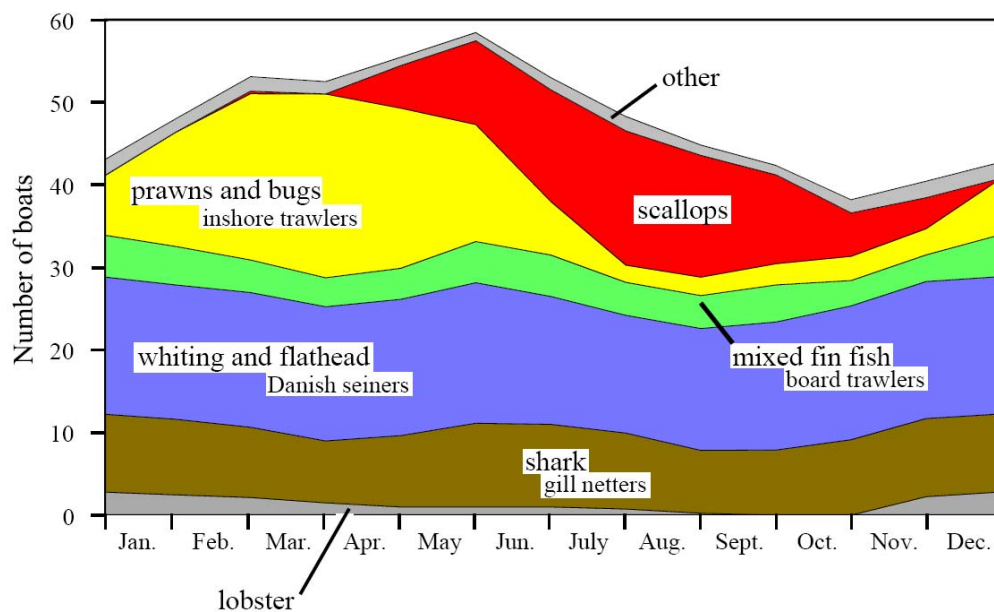 60
50
40
30
20
10
0
Number of boats
other
prawns and bugs
inshore trawlers
scallops
whiting and flathead
Danish seiners
mixed fin fish
board trawlers
shark
gill netters
Jan. Feb. Mar. Apr. May Jun. July Aug. Sept. Oct. Nov. Dec.
lobster